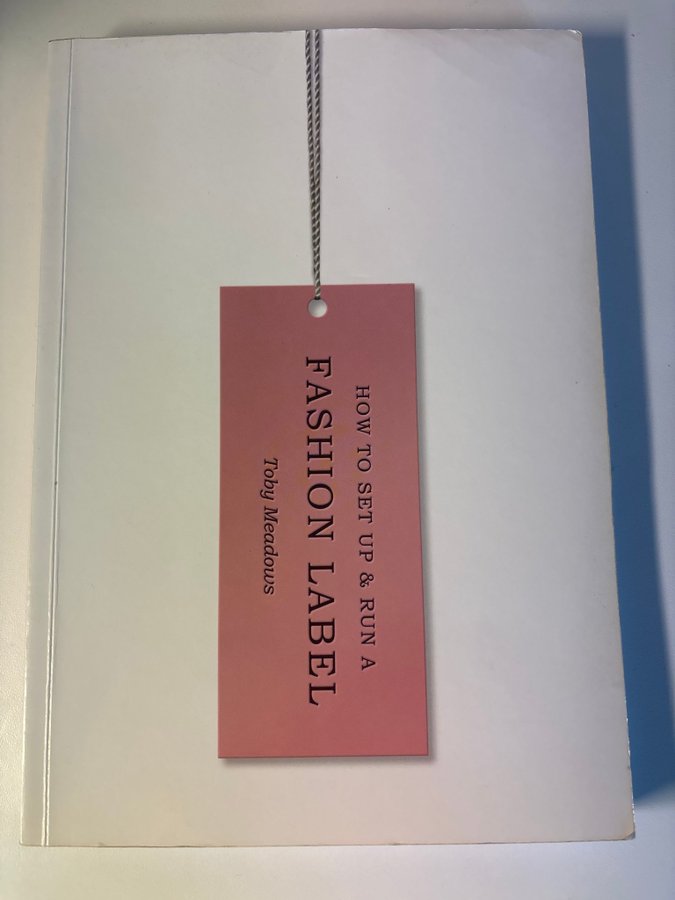 HOW TO SET UP & RUN A
FASHION LABEL
Toby Meadows